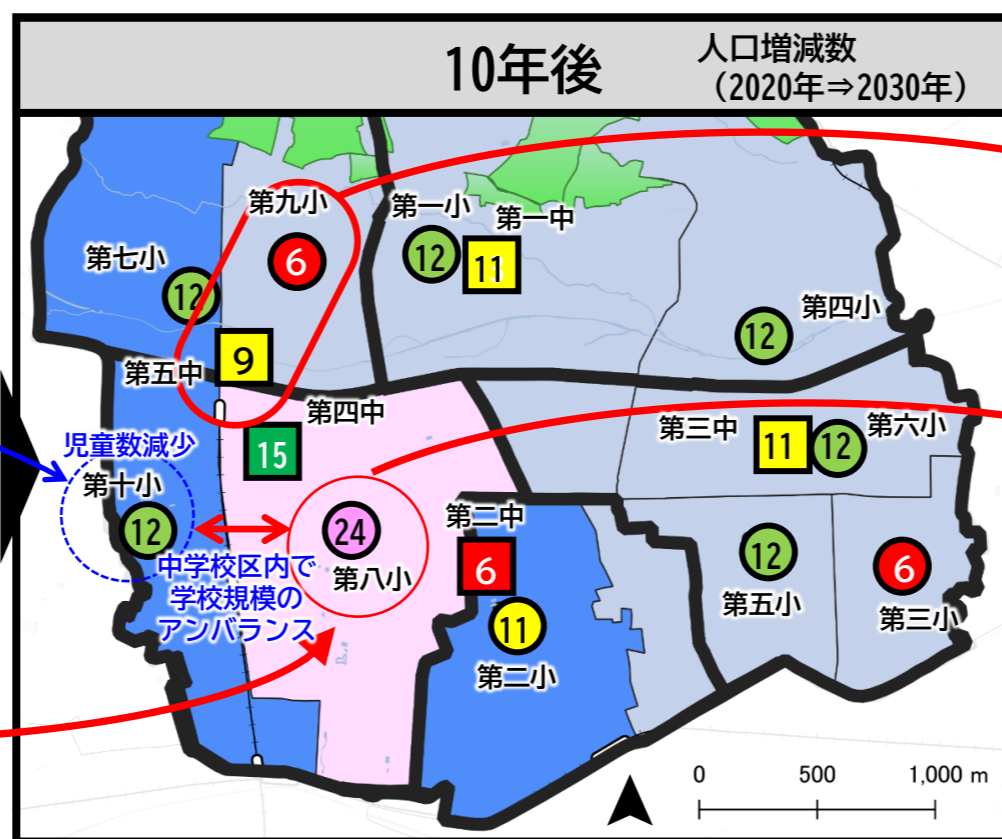 10年後
人口増減数
（2020年⇒2030年）
第九小
6
第一小
12
第一中
11
第七小
12
第四小
12
第五中
9
第四中
15
第三中
11
第六小
12
児童数減少
第十小
12
中学校区内で
学校規模の
アンバランス
24
第八小
第二中
6
11
第二小
12
第五小
6
第三小
0
500
1,000 m